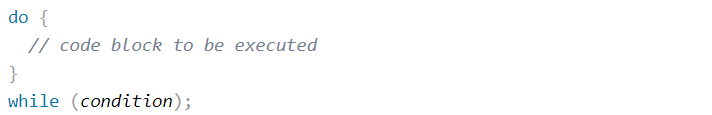 do {
  // code block to be executed
}
while (condition);